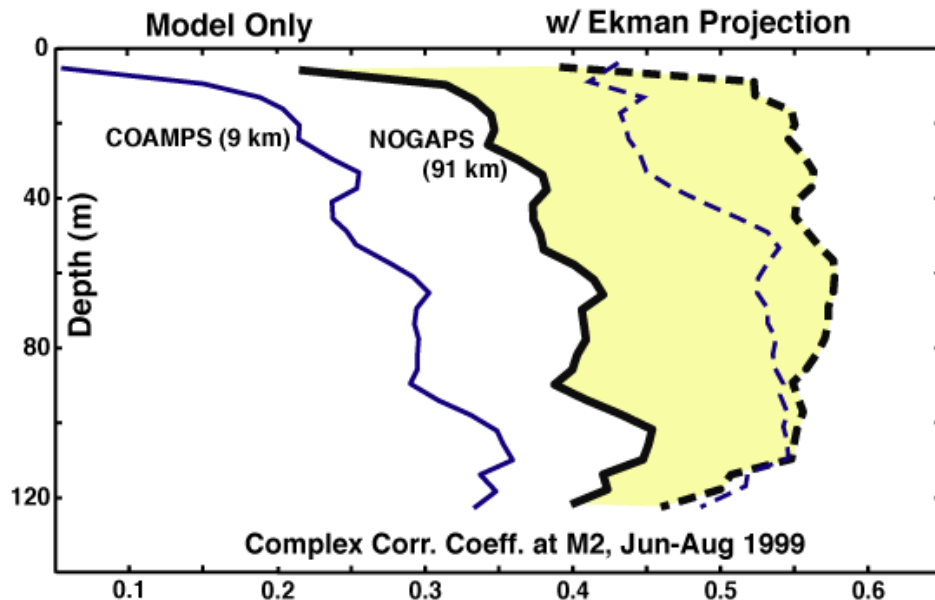 Model Only
w/ Ekman Projection
0
COAMPS (9 km)
NOGAPS
(91 km)
40
Depth (m)
80
120
Complex Corr. Coeff. at M2, Jun-Aug 1999
0.1
0.2
0.3
0.4
0.5
0.6